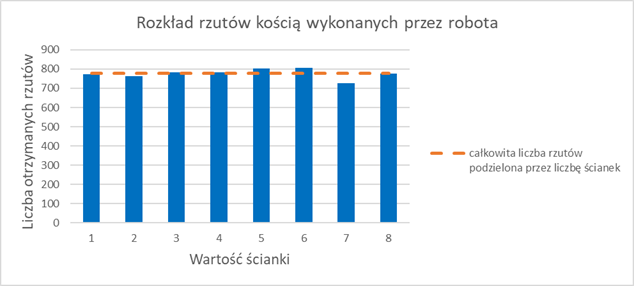 Rozkład rzutów kością wykonanych przez robota
Liczba otrzymanych rzutów
900
800
700
600
500
400
300
200
100
0
1 2 3 4 5 6 7 8
Wartość ścianki
całkowita liczba rzutów
podzielona przez liczbę ścianek